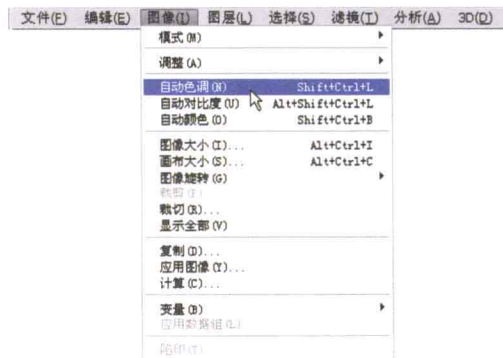 文件(F) 编辑(E) 图像(I) 图层(L) 选择(S) 滤镜(T) 分析(A) 3D(D)
模式(M)
调整(A)
自动色调(N) Shift+Ctrl+L
自动对比度(U) Alt+Shift+Ctrl+L
自动颜色(O) Shift+Ctrl+B
图像大小(I)... Alt+Ctrl+I
画布大小(S)... Alt+Ctrl+C
图像旋转(G)
裁剪(P)
裁切(R)...
显示全部(V)
复制(D)...
应用图像(Y)...
计算(C)...
变量(B)
应用数据组(L)
陷印(T)